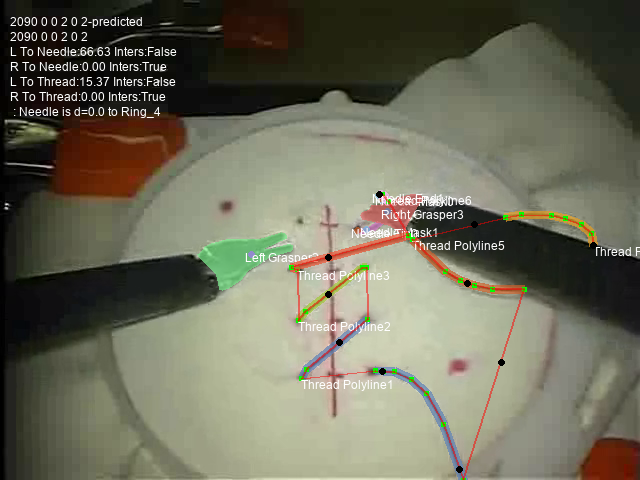 2090 0 0 2 0 2-predicted
2090 0 0 2 0 2
L To Needle:66.63 Inters:False
R To Needle:0.00 Inters:True
L To Thread:15.37 Inters:False
R To Thread:0.00 Inters:True
: Needle is d=0.0 to Ring_4
Right Grasper3
Thread Polyline5
Thread P
Left Grasper2
Thread Polyline3
Thread Polyline2
Thread Polyline1